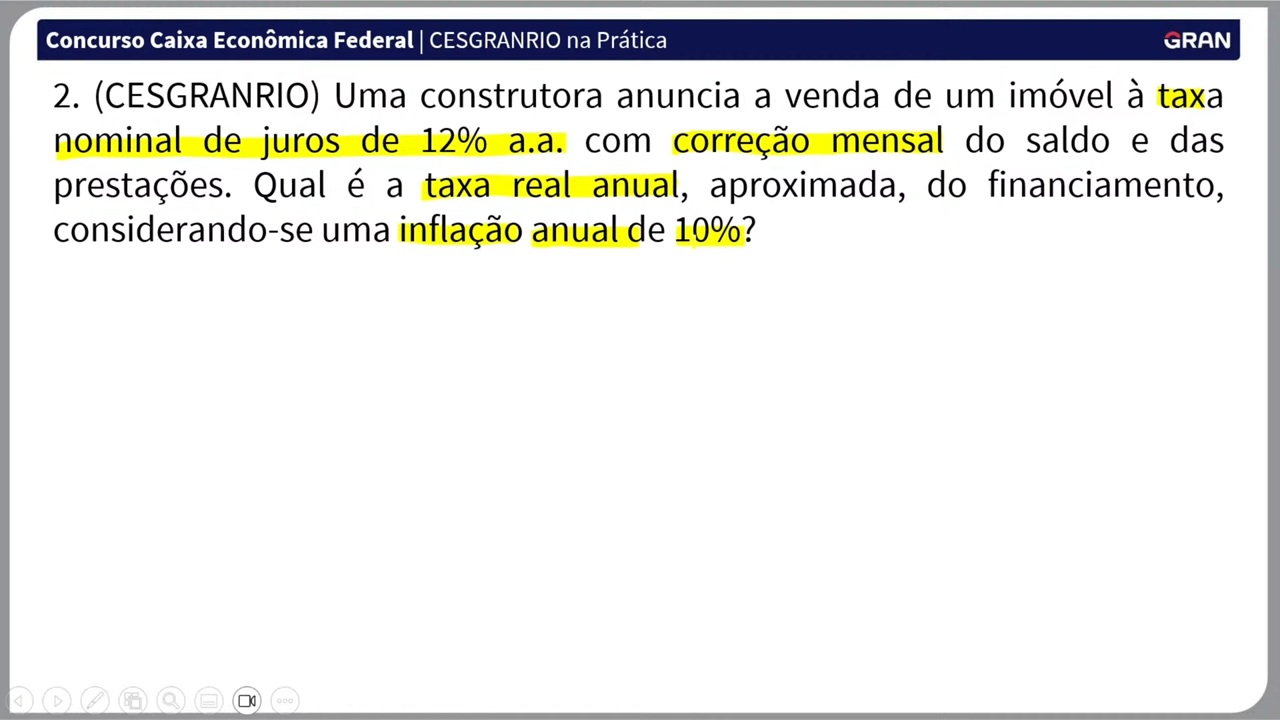 Concurso Caixa Econômica Federal | CESGRANRIO na Prática
GRAN
2. (CESGRANRIO) Uma construtora anuncia a venda de um imóvel à taxa
nominal de juros de 12% a.a. com correção mensal do saldo e das
prestações. Qual é a taxa real anual, aproximada, do financiamento,
considerando-se uma inflação anual de 10%?